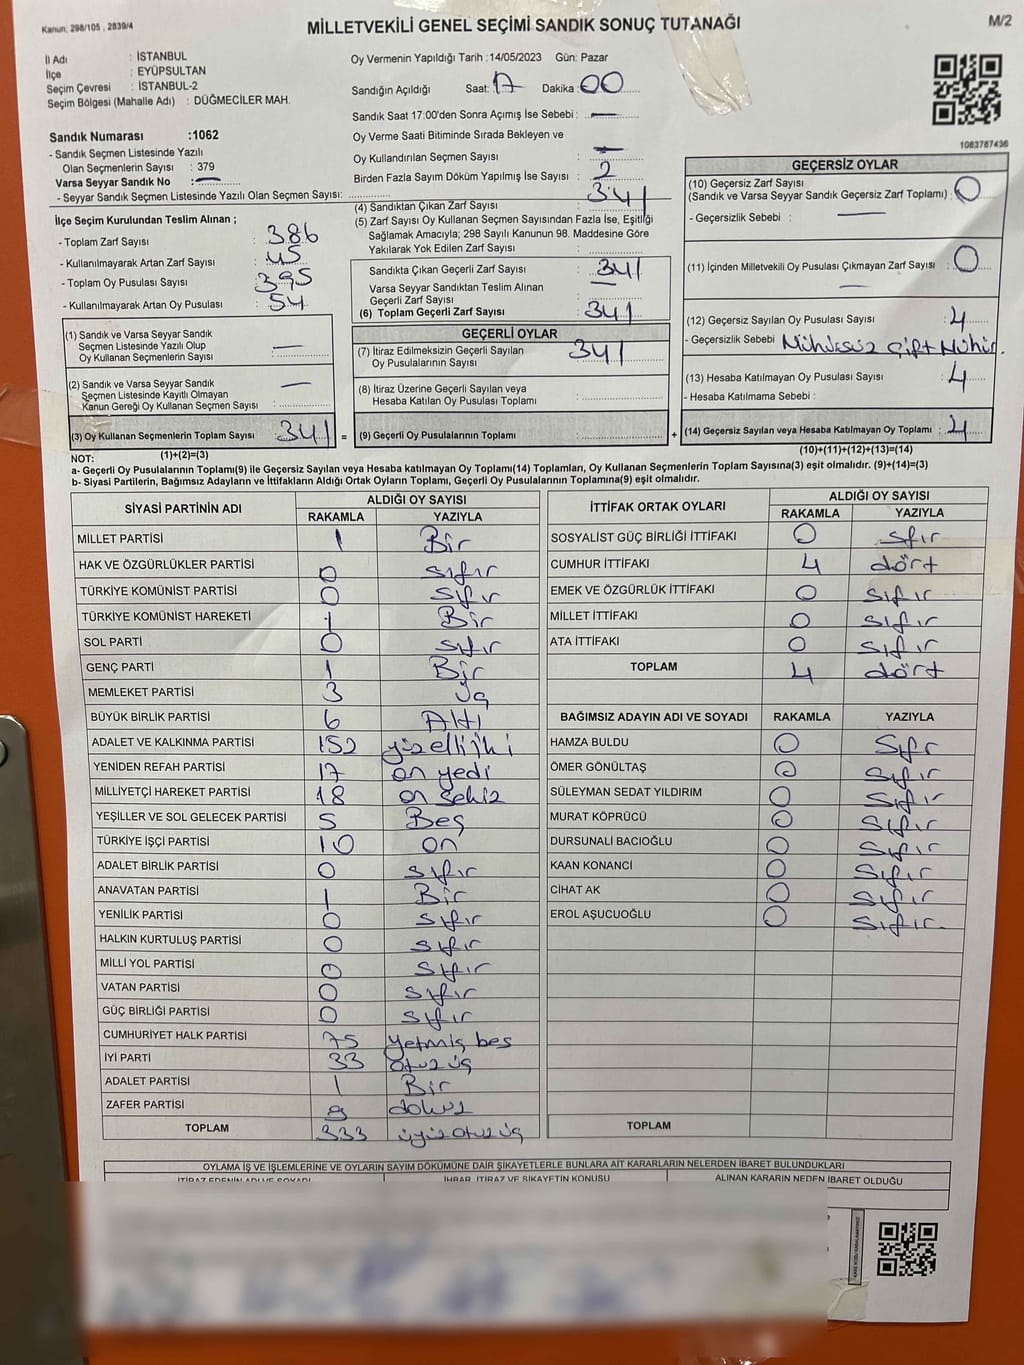 Kanun: 298/105 , 2839/4
MİLLETVEKİLİ GENEL SEÇİMİ SANDIK SONUÇ TUTANAĞI
M/2
İl Adı : İSTANBUL
İlçe : EYÜPSULTAN
Seçim Çevresi : İSTANBUL-2
Seçim Bölgesi (Mahalle Adı) : DÜĞMECİLER MAH.
Sandık Numarası :1062
- Sandık Seçmen Listesinde Yazılı
Olan Seçmenlerin Sayısı : 379
Varsa Seyyar Sandık No :
- Seyyar Sandık Seçmen Listesinde Yazılı Olan Seçmen Sayısı:
Oy Vermenin Yapıldığı Tarih :14/05/2023 Gün: Pazar
Sandığın Açıldığı Saat: 17 Dakika: 00
Sandık Saat 17:00'den Sonra Açımış İse Sebebi : —
Oy Verme Saati Bitiminde Sırada Bekleyen ve
Oy Kullandırılan Seçmen Sayısı : —
Birden Fazla Sayım Döküm Yapılmış İse Sayısı : 2
(4) Sandıktan Çıkan Zarf Sayısı : 341
(5) Zarf Sayısı Oy Kullanan Seçmen Sayısından Fazla İse, Eşitliği
Sağlamak Amacıyla; 298 Sayılı Kanunun 98. Maddesine Göre
Yakılarak Yok Edilen Zarf Sayısı :
1083787436
İlçe Seçim Kurulundan Teslim Alınan ;
- Toplam Zarf Sayısı : 386
- Kullanılmayarak Artan Zarf Sayısı : 45
- Toplam Oy Pusulası Sayısı : 395
- Kullanılmayarak Artan Oy Pusulası : 54
Sandıkta Çıkan Geçerli Zarf Sayısı : 341
Varsa Seyyar Sandıktan Teslim Alınan
Geçerli Zarf Sayısı : —
(6) Toplam Geçerli Zarf Sayısı : 341
GEÇERSİZ OYLAR
(10) Geçersiz Zarf Sayısı
(Sandık ve Varsa Seyyar Sandık Geçersiz Zarf Toplamı) : 0
- Geçersizlik Sebebi : —
(11) İçinden Milletvekili Oy Pusulası Çıkmayan Zarf Sayısı : 0
—
(12) Geçersiz Sayılan Oy Pusulası Sayısı : 4
- Geçersizlik Sebebi : Mühürsüz Çift Mühür.
(13) Hesaba Katılmayan Oy Pusulası Sayısı : 4
- Hesaba Katılmama Sebebi :
(14) Geçersiz Sayılan veya Hesaba Katılmayan Oy Toplamı : 4
(10)+(11)+(12)+(13)=(14)
(1) Sandık ve Varsa Seyyar Sandık
Seçmen Listesinde Yazılı Olup
Oy Kullanan Seçmenlerin Sayısı : —
(2) Sandık ve Varsa Seyyar Sandık
Seçmen Listesinde Kayıtlı Olmayan
Kanun Gereği Oy Kullanan Seçmen Sayısı : —
(3) Oy Kullanan Seçmenlerin Toplam Sayısı 341 =
(1)+(2)=(3)
GEÇERLİ OYLAR
(7) İtiraz Edilmeksizin Geçerli Sayılan
Oy Pusulalarının Sayısı : 341
(8) İtiraz Üzerine Geçerli Sayılan veya
Hesaba Katılan Oy Pusulası Toplamı :
(9) Geçerli Oy Pusulalarının Toplamı : +
NOT:
a- Geçerli Oy Pusulalarının Toplamı(9) ile Geçersiz Sayılan veya Hesaba katılmayan Oy Toplamı(14) Toplamları, Oy Kullanan Seçmenlerin Toplam Sayısına(3) eşit olmalıdır. (9)+(14)=(3)
b- Siyasi Partilerin, Bağımsız Adayların ve İttifakların Aldığı Ortak Oyların Toplamı, Geçerli Oy Pusulalarının Toplamına(9) eşit olmalıdır.
SİYASİ PARTİNİN ADI ALDIĞI OY SAYISI
RAKAMLA YAZIYLA
MİLLET PARTİSİ 1 Bir
HAK VE ÖZGÜRLÜKLER PARTİSİ 0 sıfır
TÜRKİYE KOMÜNİST PARTİSİ 0 sıfır
TÜRKİYE KOMÜNİST HAREKETİ 1 Bir
SOL PARTİ 0 sıfır
GENÇ PARTİ 1 Bir
MEMLEKET PARTİSİ 3 üç
BÜYÜK BİRLİK PARTİSİ 6 Altı
ADALET VE KALKINMA PARTİSİ 152 yüzelliiki
YENİDEN REFAH PARTİSİ 17 on yedi
MİLLİYETÇİ HAREKET PARTİSİ 18 on sekiz
YEŞİLLER VE SOL GELECEK PARTİSİ 5 Beş
TÜRKİYE İŞÇİ PARTİSİ 10 on
ADALET BİRLİK PARTİSİ 0 sıfır
ANAVATAN PARTİSİ 1 Bir
YENİLİK PARTİSİ 0 sıfır
HALKIN KURTULUŞ PARTİSİ 0 sıfır
MİLLİ YOL PARTİSİ 0 sıfır
VATAN PARTİSİ 0 sıfır
GÜÇ BİRLİĞİ PARTİSİ 0 sıfır
CUMHURİYET HALK PARTİSİ 75 yetmiş beş
İYİ PARTİ 33 otuz üç
ADALET PARTİSİ 1 Bir
ZAFER PARTİSİ 9 dokuz
TOPLAM 333 üçyüz otuz üç
İTTİFAK ORTAK OYLARI ALDIĞI OY SAYISI
RAKAMLA YAZIYLA
SOSYALİST GÜÇ BİRLİĞİ İTTİFAKI 0 sfır
CUMHUR İTTİFAKI 4 dört
EMEK VE ÖZGÜRLÜK İTTİFAKI 0 sıfır
MİLLET İTTİFAKI 0 sıfır
ATA İTTİFAKI 0 sıfır
TOPLAM 4 dört
BAĞIMSIZ ADAYIN ADI VE SOYADI RAKAMLA YAZIYLA
HAMZA BULDU 0 Sıfr
ÖMER GÖNÜLTAŞ 0 sıfır
SÜLEYMAN SEDAT YILDIRIM 0 sıfır
MURAT KÖPRÜCÜ 0 sıfır
DURSUNALİ BACIOĞLU 0 sıfır
KAAN KONANCİ 0 sıfır
CİHAT AK 0 sıfır
EROL AŞUCUOĞLU 0 sıfır.
TOPLAM
OYLAMA İŞ VE İŞLEMLERİNE VE OYLARIN SAYIM DÖKÜMÜNE DAİR ŞİKAYETLERLE BUNLARA AİT KARARLARIN NELERDEN İBARET BULUNDUKLARI
İTİRAZ EDENİN ADI VE SOYADI İHBAR, İTİRAZ VE ŞİKAYETİN KONUSU ALINAN KARARIN NEDEN İBARET OLDUĞU